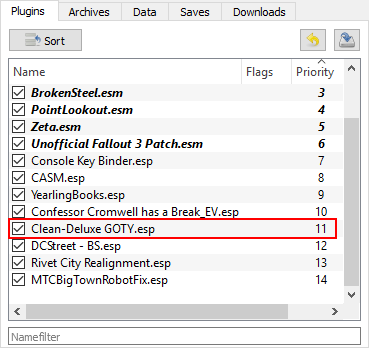 Plugins Archives Data Saves Downloads
Sort
Name Flags Priority
BrokenSteel.esm 3
PointLookout.esm 4
Zeta.esm 5
Unofficial Fallout 3 Patch.esm 6
Console Key Binder.esp 7
CASM.esp 8
YearlingBooks.esp 9
Confessor Cromwell has a Break_EV.esp 10
Clean-Deluxe GOTY.esp 11
DCStreet - BS.esp 12
Rivet City Realignment.esp 13
MTCBigTownRobotFix.esp 14
Namefilter